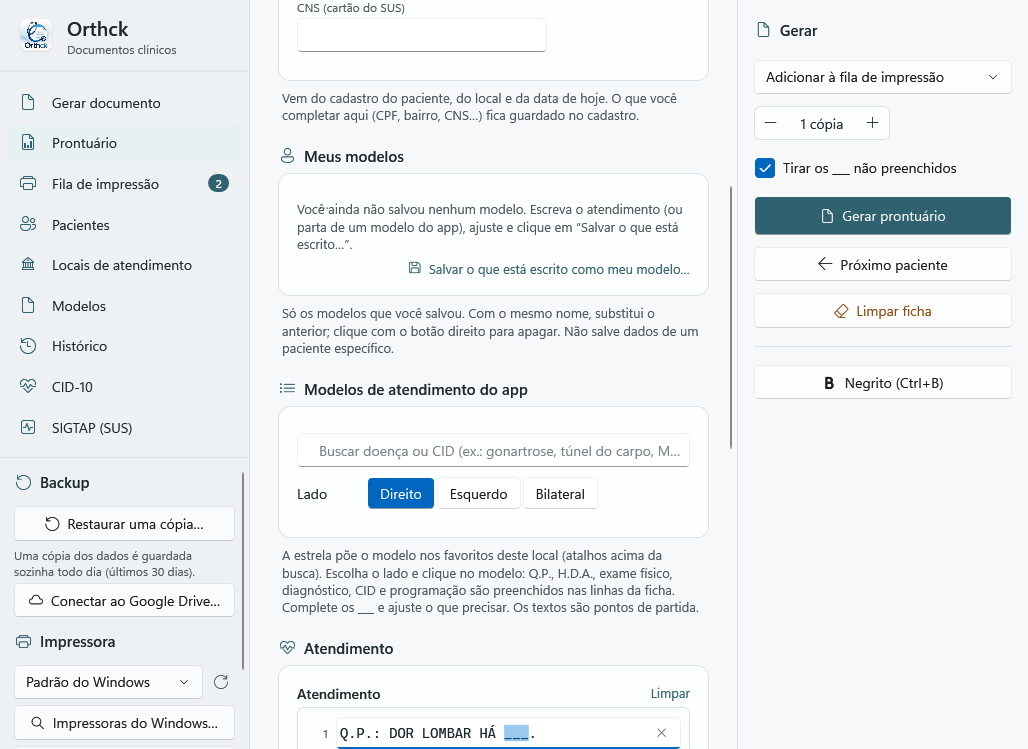 Orthck
Documentos clínicos
Gerar documento
Prontuário
Fila de impressão
2
Pacientes
Locais de atendimento
Modelos
Histórico
CID-10
SIGTAP (SUS)
Backup
Restaurar uma cópia...
Uma cópia dos dados é guardada
sozinha todo dia (últimos 30 dias).
Conectar ao Google Drive...
Impressora
Padrão do Windows
Impressoras do Windows...
CNS (cartão do SUS)
Vem do cadastro do paciente, do local e da data de hoje. O que você
completar aqui (CPF, bairro, CNS...) fica guardado no cadastro.
Meus modelos
Você ainda não salvou nenhum modelo. Escreva o atendimento (ou
parta de um modelo do app), ajuste e clique em “Salvar o que está
escrito...”.
Salvar o que está escrito como meu modelo...
Só os modelos que você salvou. Com o mesmo nome, substitui o
anterior; clique com o botão direito para apagar. Não salve dados de um
paciente específico.
Modelos de atendimento do app
Buscar doença ou CID (ex.: gonartrose, túnel do carpo, M...
Lado
Direito
Esquerdo
Bilateral
A estrela põe o modelo nos favoritos deste local (atalhos acima da
busca). Escolha o lado e clique no modelo: Q.P., H.D.A., exame físico,
diagnóstico, CID e programação são preenchidos nas linhas da ficha.
Complete os ___ e ajuste o que precisar. Os textos são pontos de partida.
Atendimento
Atendimento
Limpar
1 Q.P.: DOR LOMBAR HÁ ___.
Gerar
Adicionar à fila de impressão
1 cópia
Tirar os ___ não preenchidos
Gerar prontuário
Próximo paciente
Limpar ficha
B Negrito (Ctrl+B)